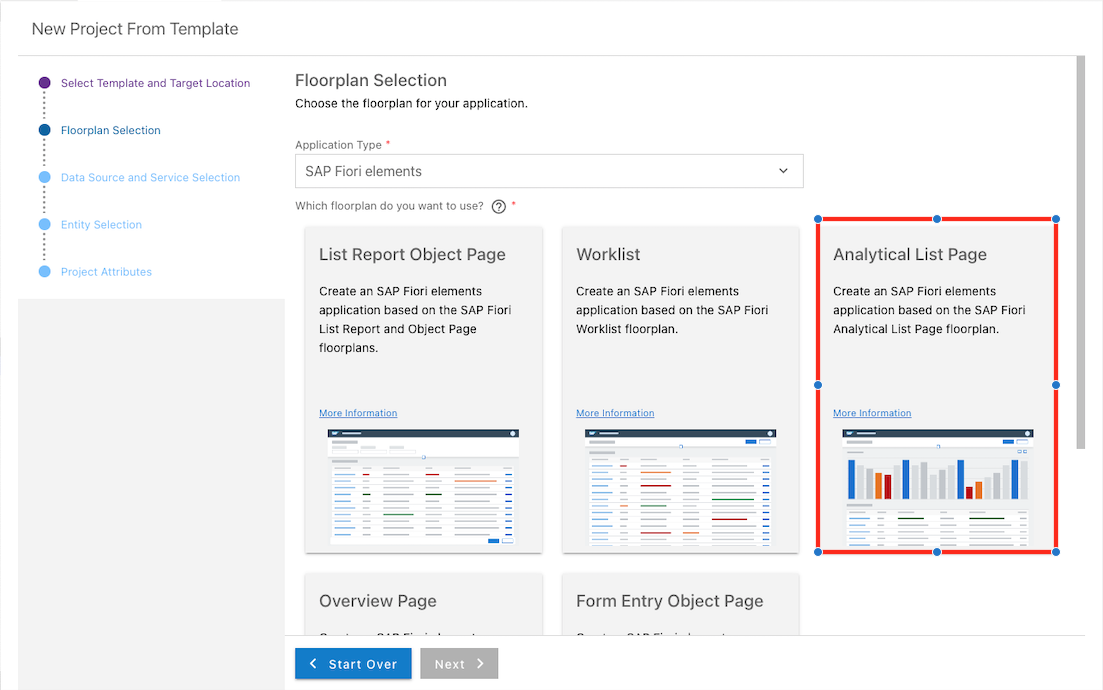 New Project From Template
Select Template and Target Location
Floorplan Selection
Data Source and Service Selection
Entity Selection
Project Attributes
Floorplan Selection
Choose the floorplan for your application.
Application Type *
SAP Fiori elements
Which floorplan do you want to use? ? *
List Report Object Page
Create an SAP Fiori elements
application based on the SAP Fiori
List Report and Object Page
floorplans.
More Information
Worklist
Create an SAP Fiori elements
application based on the SAP Fiori
Worklist floorplan.
More Information
Analytical List Page
Create an SAP Fiori elements
application based on the SAP Fiori
Analytical List Page floorplan.
More Information
Overview Page
Form Entry Object Page
Start Over
Next